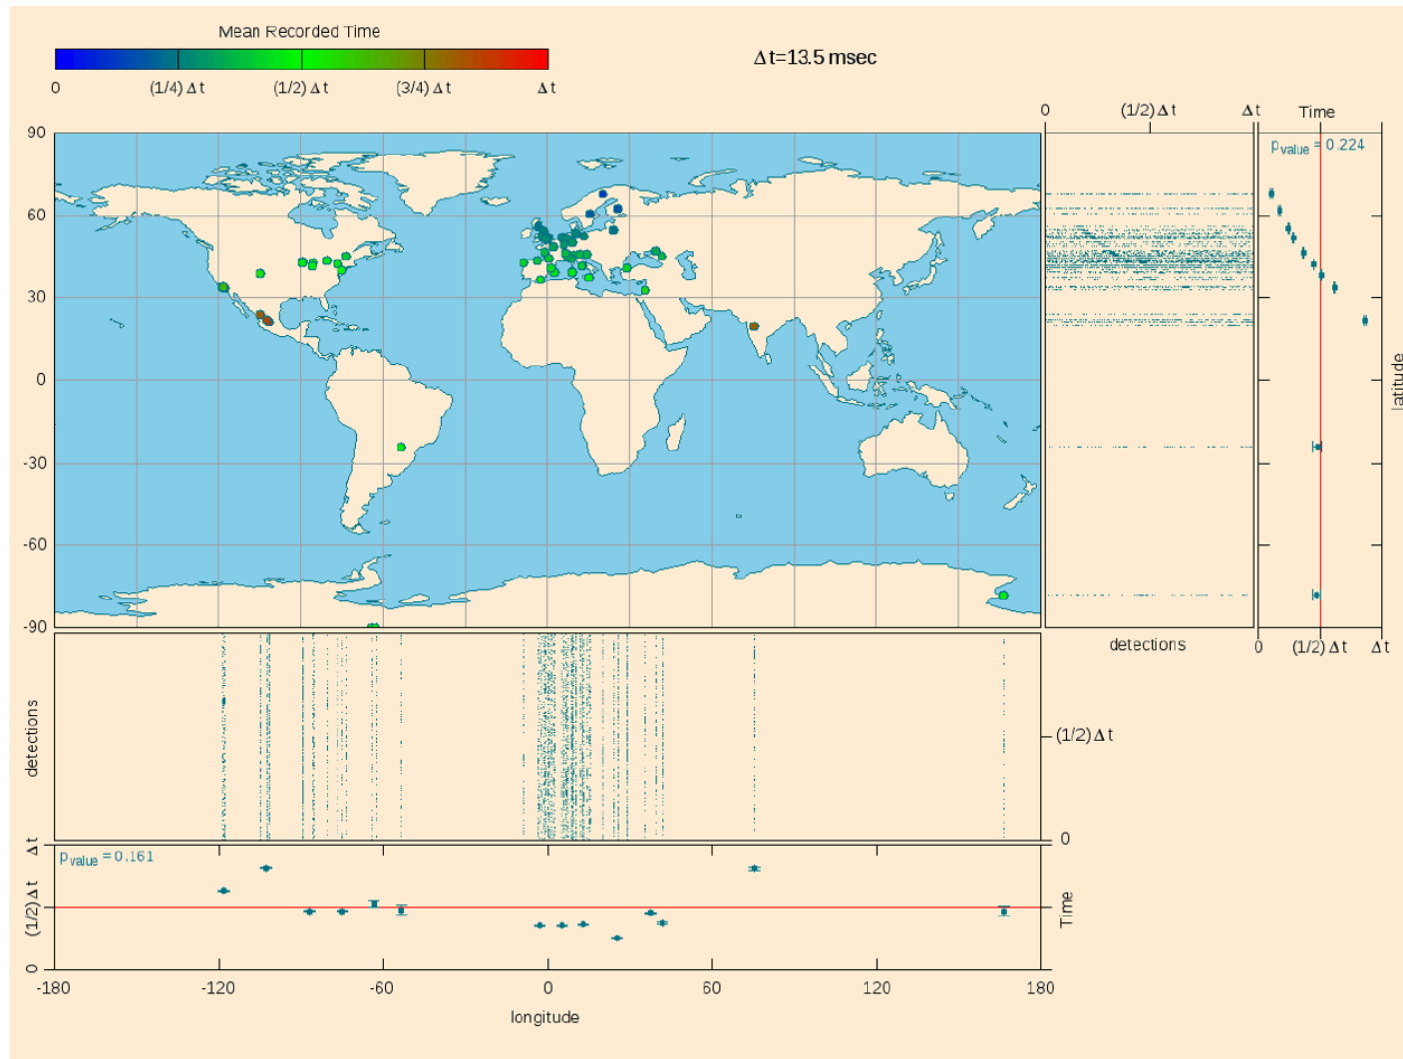 Mean Recorded Time
Δt=13.5 msec
0 (1/4) Δt (1/2) Δt (3/4) Δt Δt
0 (1/2) Δt Δt Time
90
p value = 0.224
60
30
0
latitude
-30
-60
-90
detections
0 (1/2) Δt Δt
detections
(1/2) Δt
0
0 (1/2) Δt Δt
p value = 0.161
Time
-180 -120 -60 0 60 120 180
longitude